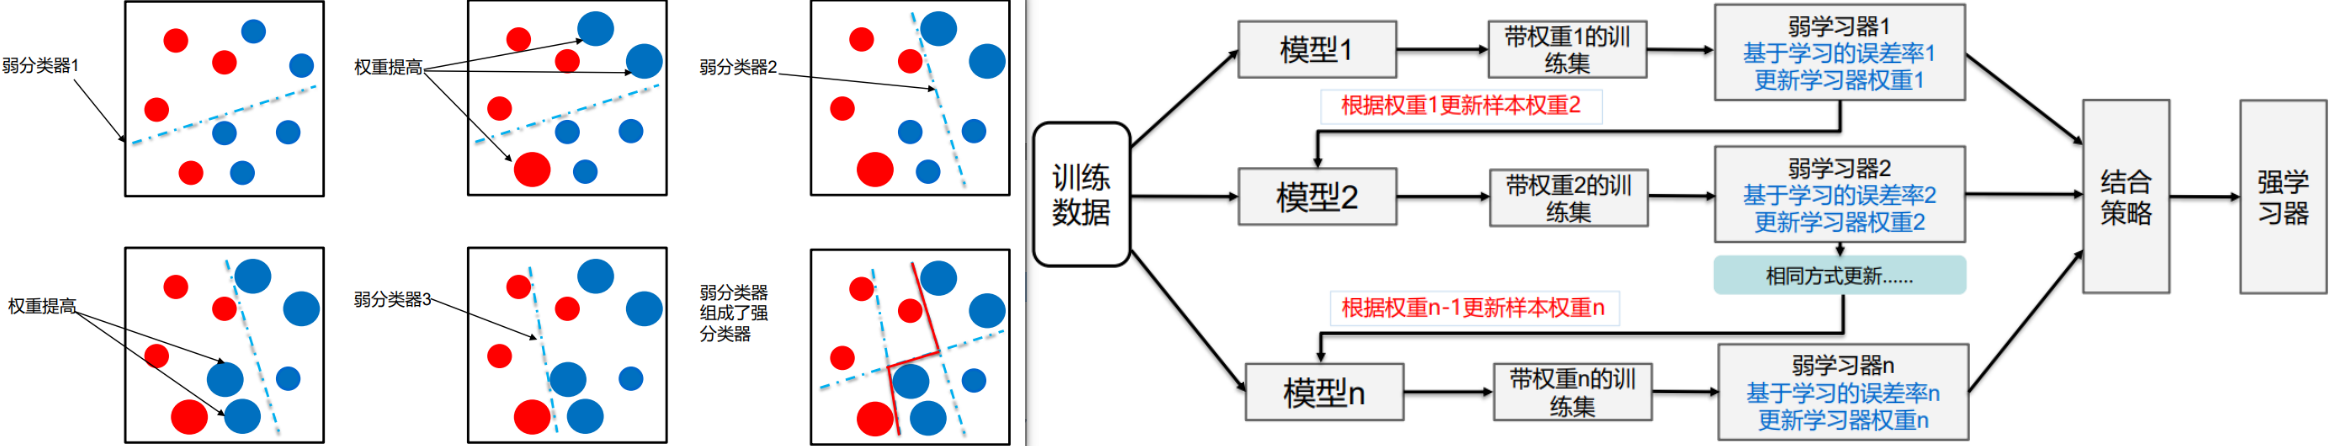 弱分类器1
权重提高
弱分类器2
权重提高
弱分类器3
弱分类器
组成了强
分类器
训练
数据
模型1
带权重1的训
练集
弱学习器1
基于学习的误差率1
更新学习器权重1
根据权重1更新样本权重2
模型2
带权重2的训
练集
弱学习器2
基于学习的误差率2
更新学习器权重2
相同方式更新......
根据权重n-1更新样本权重n
模型n
带权重n的训
练集
弱学习器n
基于学习的误差率n
更新学习器权重n
结合
策略
强学
习器